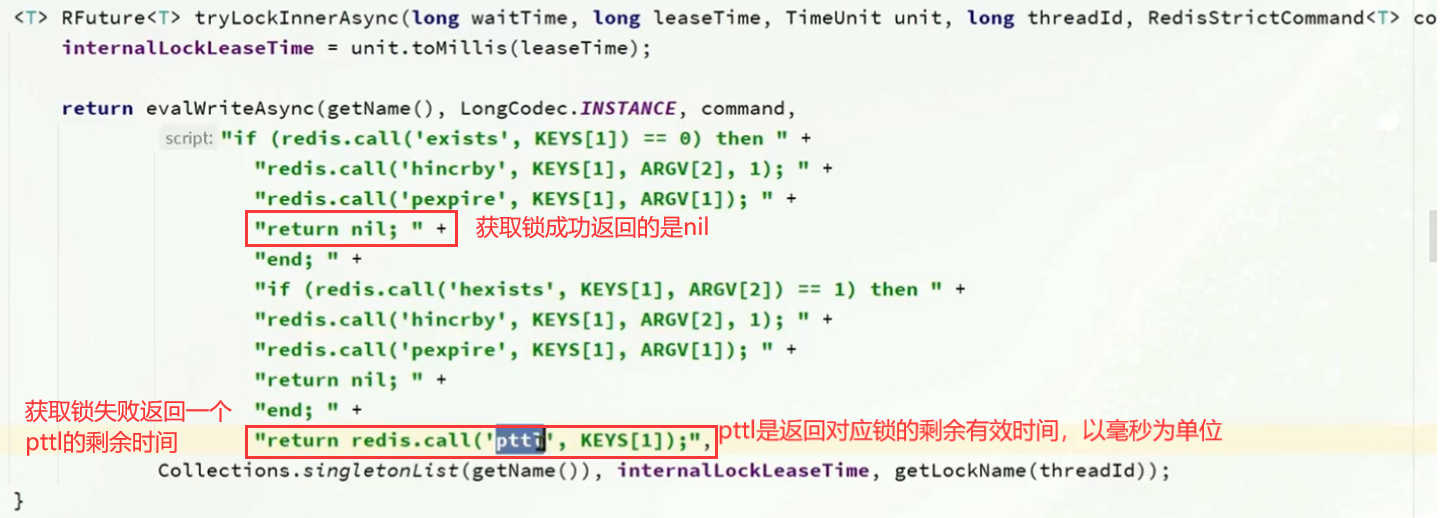 <T> RFuture<T> tryLockInnerAsync(long waitTime, long leaseTime, TimeUnit unit, long threadId, RedisStrictCommand<T> co
internalLockLeaseTime = unit.toMillis(leaseTime);
return evalWriteAsync(getName(), LongCodec.INSTANCE, command,
script: "if (redis.call('exists', KEYS[1]) == 0) then " +
"redis.call('hincrby', KEYS[1], ARGV[2], 1); " +
"redis.call('pexpire', KEYS[1], ARGV[1]); " +
"return nil; " + 获取锁成功返回的是nil
"end; " +
"if (redis.call('hexists', KEYS[1], ARGV[2]) == 1) then " +
"redis.call('hincrby', KEYS[1], ARGV[2], 1); " +
"redis.call('pexpire', KEYS[1], ARGV[1]); " +
"return nil; " +
获取锁失败返回一个
"end; " +
pttl的剩余时间
"return redis.call('pttl', KEYS[1]);", pttl是返回对应锁的剩余有效时间，以毫秒为单位
Collections.singletonList(getName()), internalLockLeaseTime, getLockName(threadId));
}